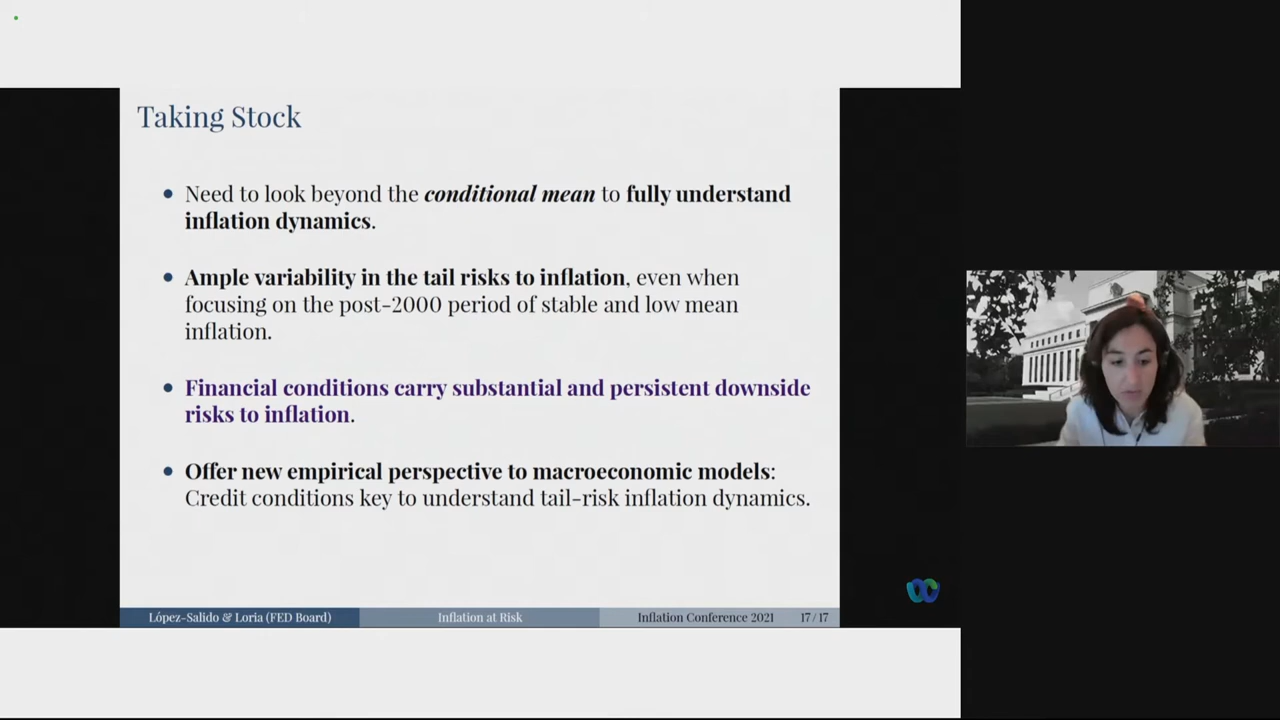 Taking Stock
• Need to look beyond the conditional mean to fully understand
inflation dynamics.
• Ample variability in the tail risks to inflation, even when
focusing on the post-2000 period of stable and low mean
inflation.
• Financial conditions carry substantial and persistent downside
risks to inflation.
• Offer new empirical perspective to macroeconomic models:
Credit conditions key to understand tail-risk inflation dynamics.
López-Salido & Loria (FED Board)
Inflation at Risk
Inflation Conference 2021
17/17